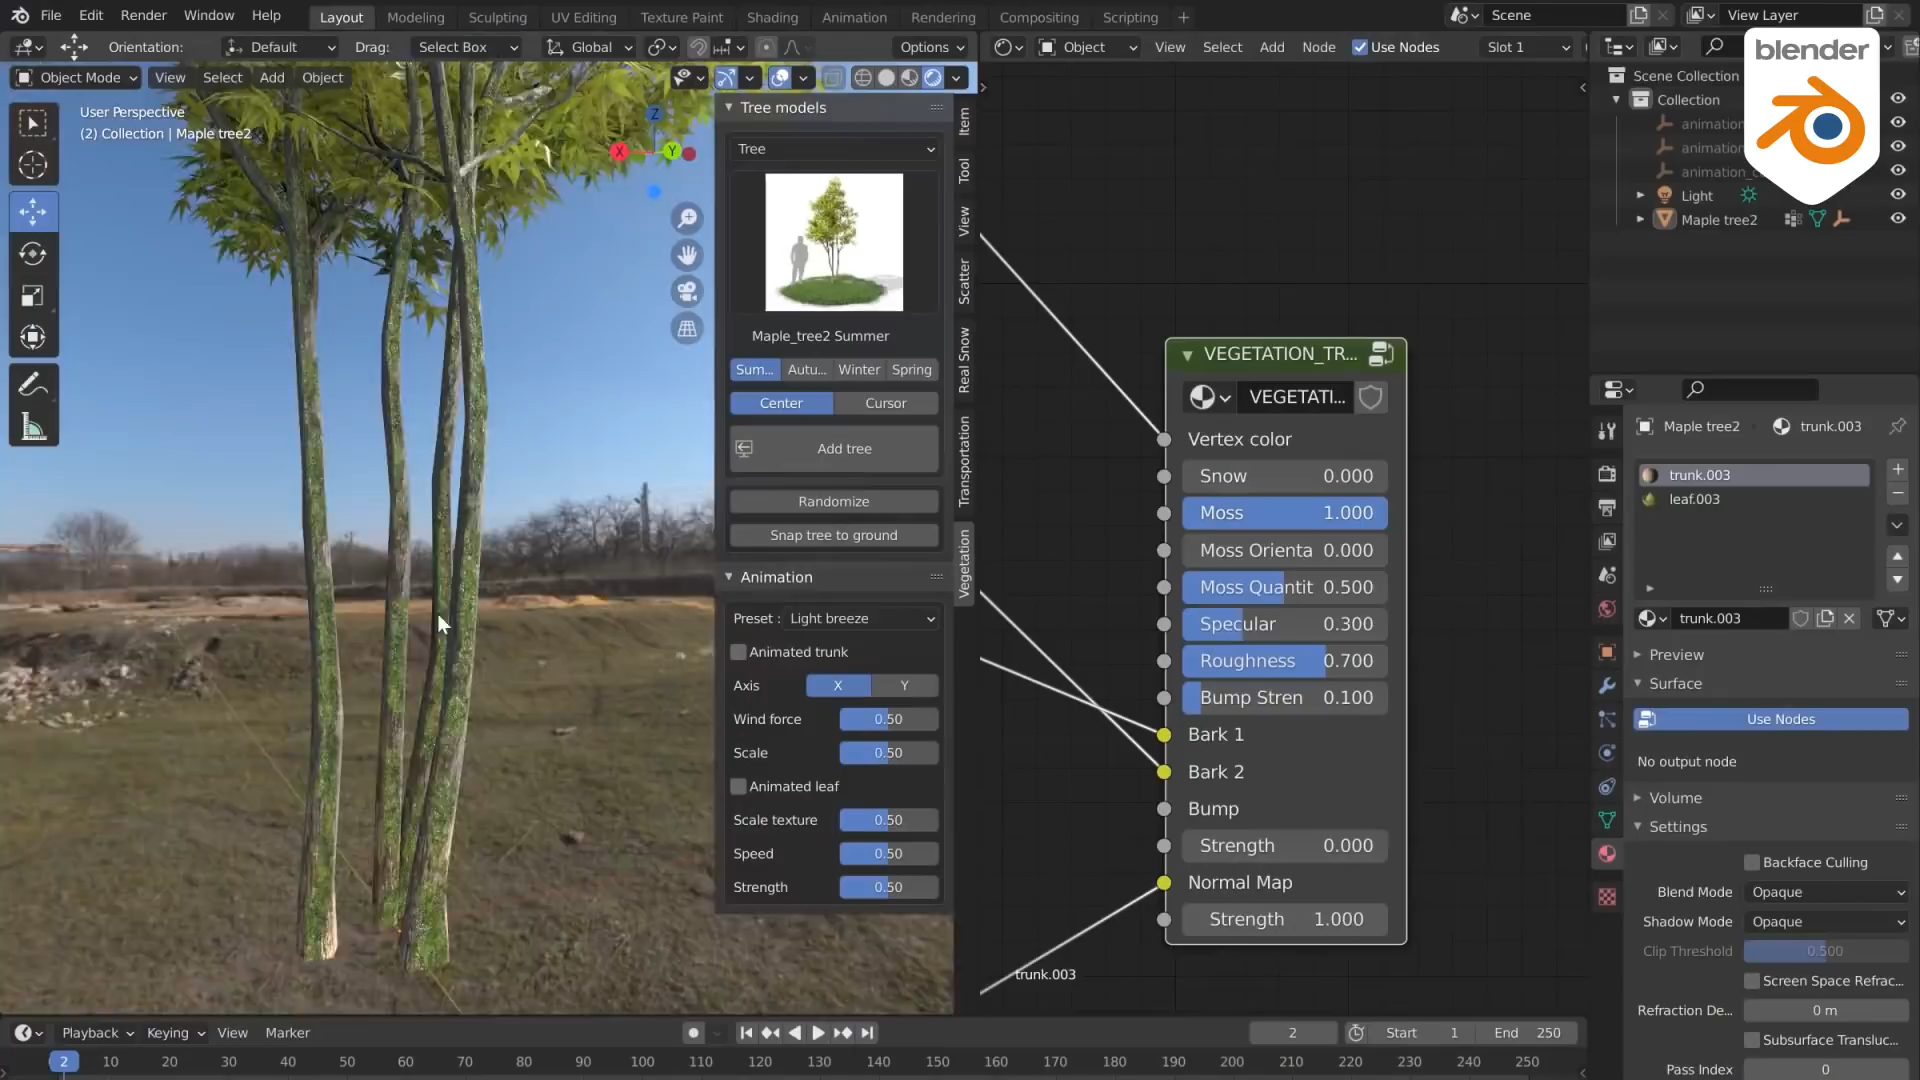 File Edit Render Window Help
Layout Modeling Sculpting UV Editing Texture Paint Shading Animation Rendering Compositing Scripting +
Scene
View Layer
Orientation: Default Drag: Select Box Global Options
Object View Select Add Node Use Nodes Slot 1
Object Mode View Select Add Object
User Perspective
(2) Collection | Maple tree2
Z
X
Y
Tree models
Tree
Maple_tree2 Summer
Sum... Autu... Winter Spring
Center Cursor
Add tree
Randomize
Snap tree to ground
Animation
Preset : Light breeze
Animated trunk
Axis X Y
Wind force 0.50
Scale 0.50
Animated leaf
Scale texture 0.50
Speed 0.50
Strength 0.50
Item
Tool
View
Scatter
Real Snow
Transportation
Vegetation
VEGETATION_TR...
VEGETATI...
Vertex color
Snow 0.000
Moss 1.000
Moss Orienta 0.000
Moss Quantit 0.500
Specular 0.300
Roughness 0.700
Bump Stren 0.100
Bark 1
Bark 2
Bump
Strength 0.000
Normal Map
Strength 1.000
trunk.003
blender
Scene Collection
Collection
animation
animation
animation_c
Light
Maple tree2
Maple tree2 trunk.003
trunk.003
leaf.003
trunk.003
Preview
Surface
Use Nodes
No output node
Volume
Settings
Backface Culling
Blend Mode Opaque
Shadow Mode Opaque
Clip Threshold 0.500
Screen Space Refrac...
Refraction De... 0 m
Subsurface Transluc...
Pass Index 0
Playback Keying View Marker
2 Start 1 End 250
2 10 20 30 40 50 60 70 80 90 100 110 120 130 140 150 160 170 180 190 200 210 220 230 240 250